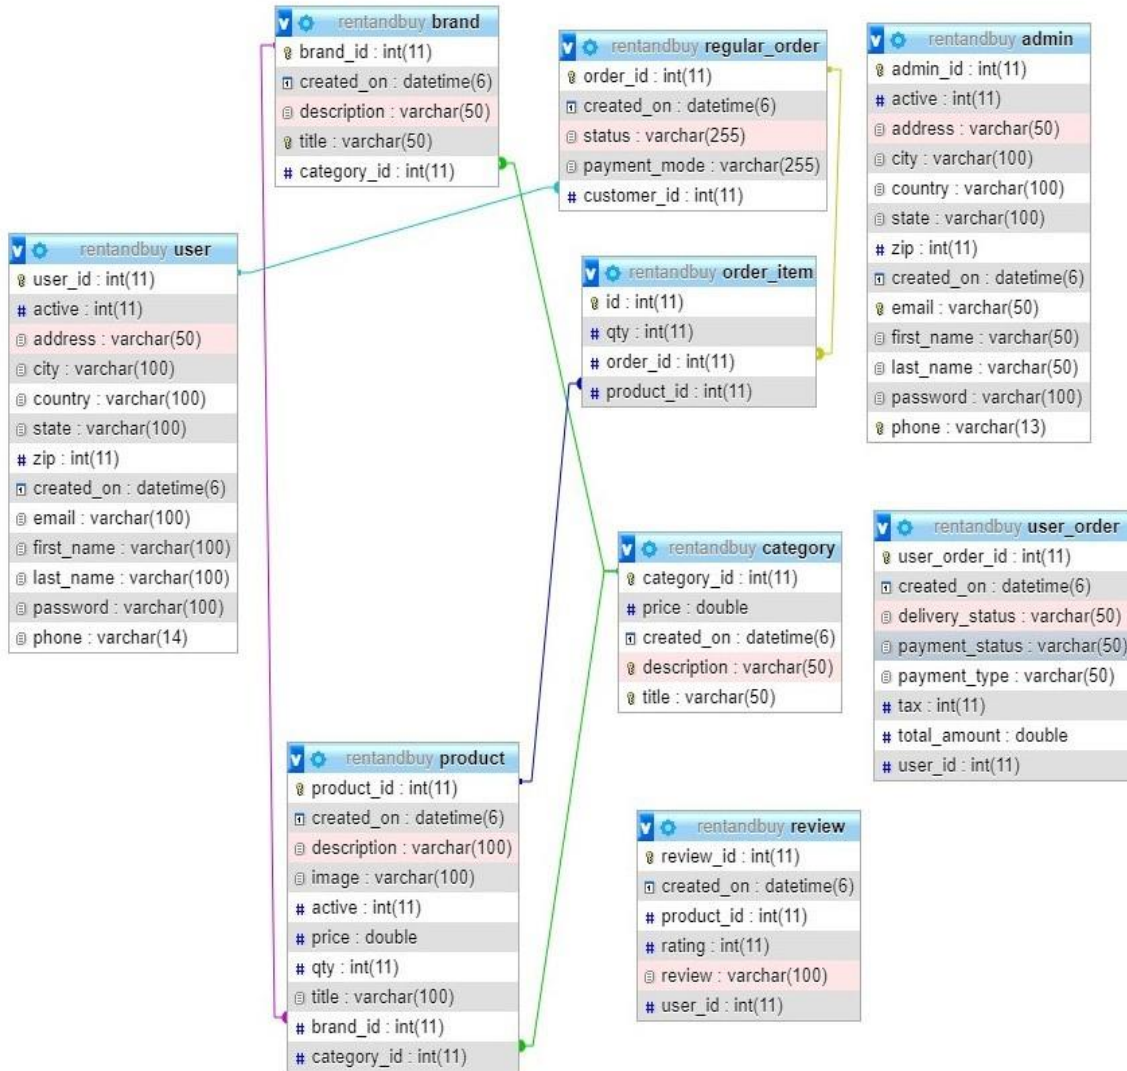 rentandbuy brand
brand_id : int(11)
created_on : datetime(6)
description : varchar(50)
title : varchar(50)
category_id : int(11)
rentandbuy regular_order
order_id : int(11)
created_on : datetime(6)
status : varchar(255)
payment_mode : varchar(255)
customer_id : int(11)
rentandbuy admin
admin_id : int(11)
active : int(11)
address : varchar(50)
city : varchar(100)
country : varchar(100)
state : varchar(100)
zip : int(11)
created_on : datetime(6)
email : varchar(50)
first_name : varchar(50)
last_name : varchar(50)
password : varchar(100)
phone : varchar(13)
rentandbuy user
user_id : int(11)
active : int(11)
address : varchar(50)
city : varchar(100)
country : varchar(100)
state : varchar(100)
zip : int(11)
created_on : datetime(6)
email : varchar(100)
first_name : varchar(100)
last_name : varchar(100)
password : varchar(100)
phone : varchar(14)
rentandbuy order_item
id : int(11)
qty : int(11)
order_id : int(11)
product_id : int(11)
rentandbuy category
category_id : int(11)
price : double
created_on : datetime(6)
description : varchar(50)
title : varchar(50)
rentandbuy user_order
user_order_id : int(11)
created_on : datetime(6)
delivery_status : varchar(50)
payment_status : varchar(50)
payment_type : varchar(50)
tax : int(11)
total_amount : double
user_id : int(11)
rentandbuy product
product_id : int(11)
created_on : datetime(6)
description : varchar(100)
image : varchar(100)
active : int(11)
price : double
qty : int(11)
title : varchar(100)
brand_id : int(11)
category_id : int(11)
rentandbuy review
review_id : int(11)
created_on : datetime(6)
product_id : int(11)
rating : int(11)
review : varchar(100)
user_id : int(11)